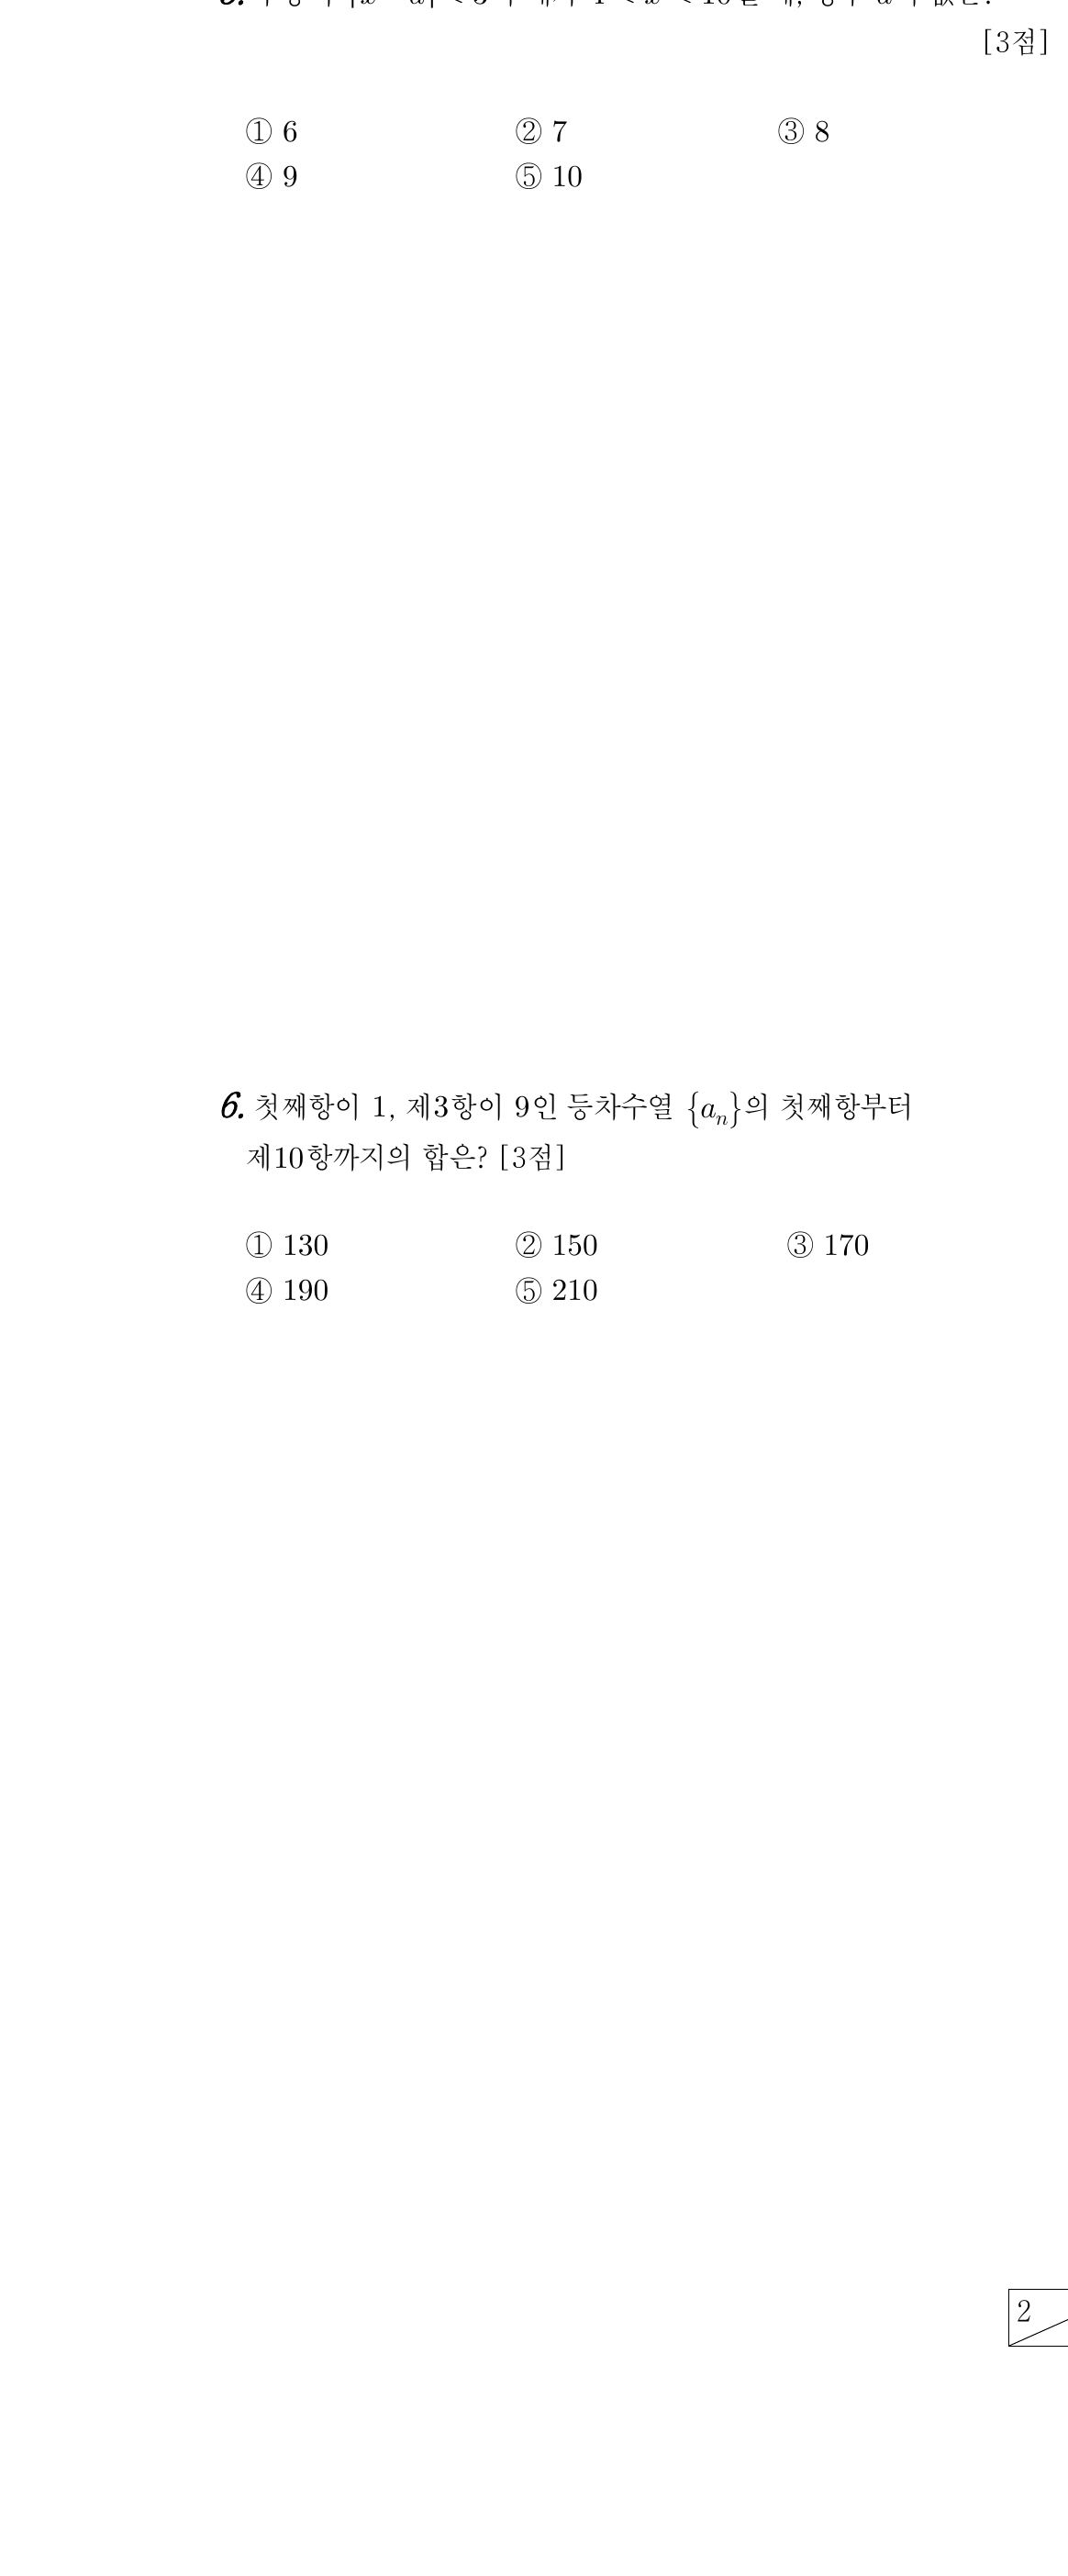 [3점]
① 6 ② 7 ③ 8
④ 9 ⑤ 10
6. 첫째항이 1, 제3항이 9인 등차수열 {aₙ}의 첫째항부터
제10항까지의 합은? [3점]
① 130 ② 150 ③ 170
④ 190 ⑤ 210
2